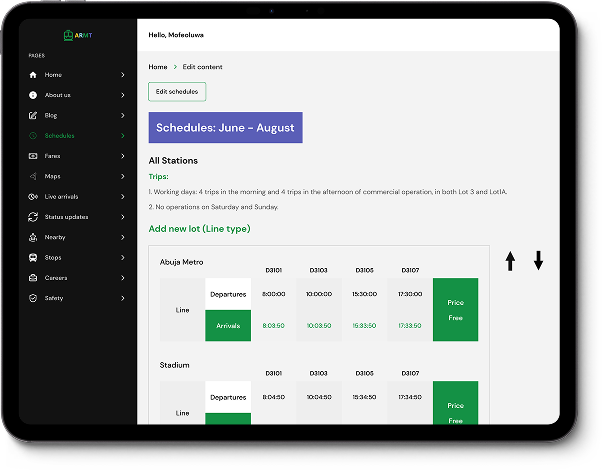 ARMT
Hello, Mofeoluwa
PAGES
Home
About us
Blog
Schedules
Fares
Maps
Live arrivals
Status updates
Nearby
Stops
Careers
Safety
Home > Edit content
Edit schedules
Schedules: June - August
All Stations
Trips:
1. Working days: 4 trips in the morning and 4 trips in the afternoon of commercial operation, in both Lot 3 and Lot1A.
2. No operations on Saturday and Sunday.
Add new lot (Line type)
Abuja Metro
D3101 D3103 D3105 D3107
Line
Departures 8:00:00 10:00:00 15:30:00 17:30:00
Arrivals 8:03:50 10:03:50 15:33:50 17:33:50
Price
Free
Stadium
D3101 D3103 D3105 D3107
Line
Departures 8:04:50 10:04:50 15:34:50 17:34:50
Price
Free